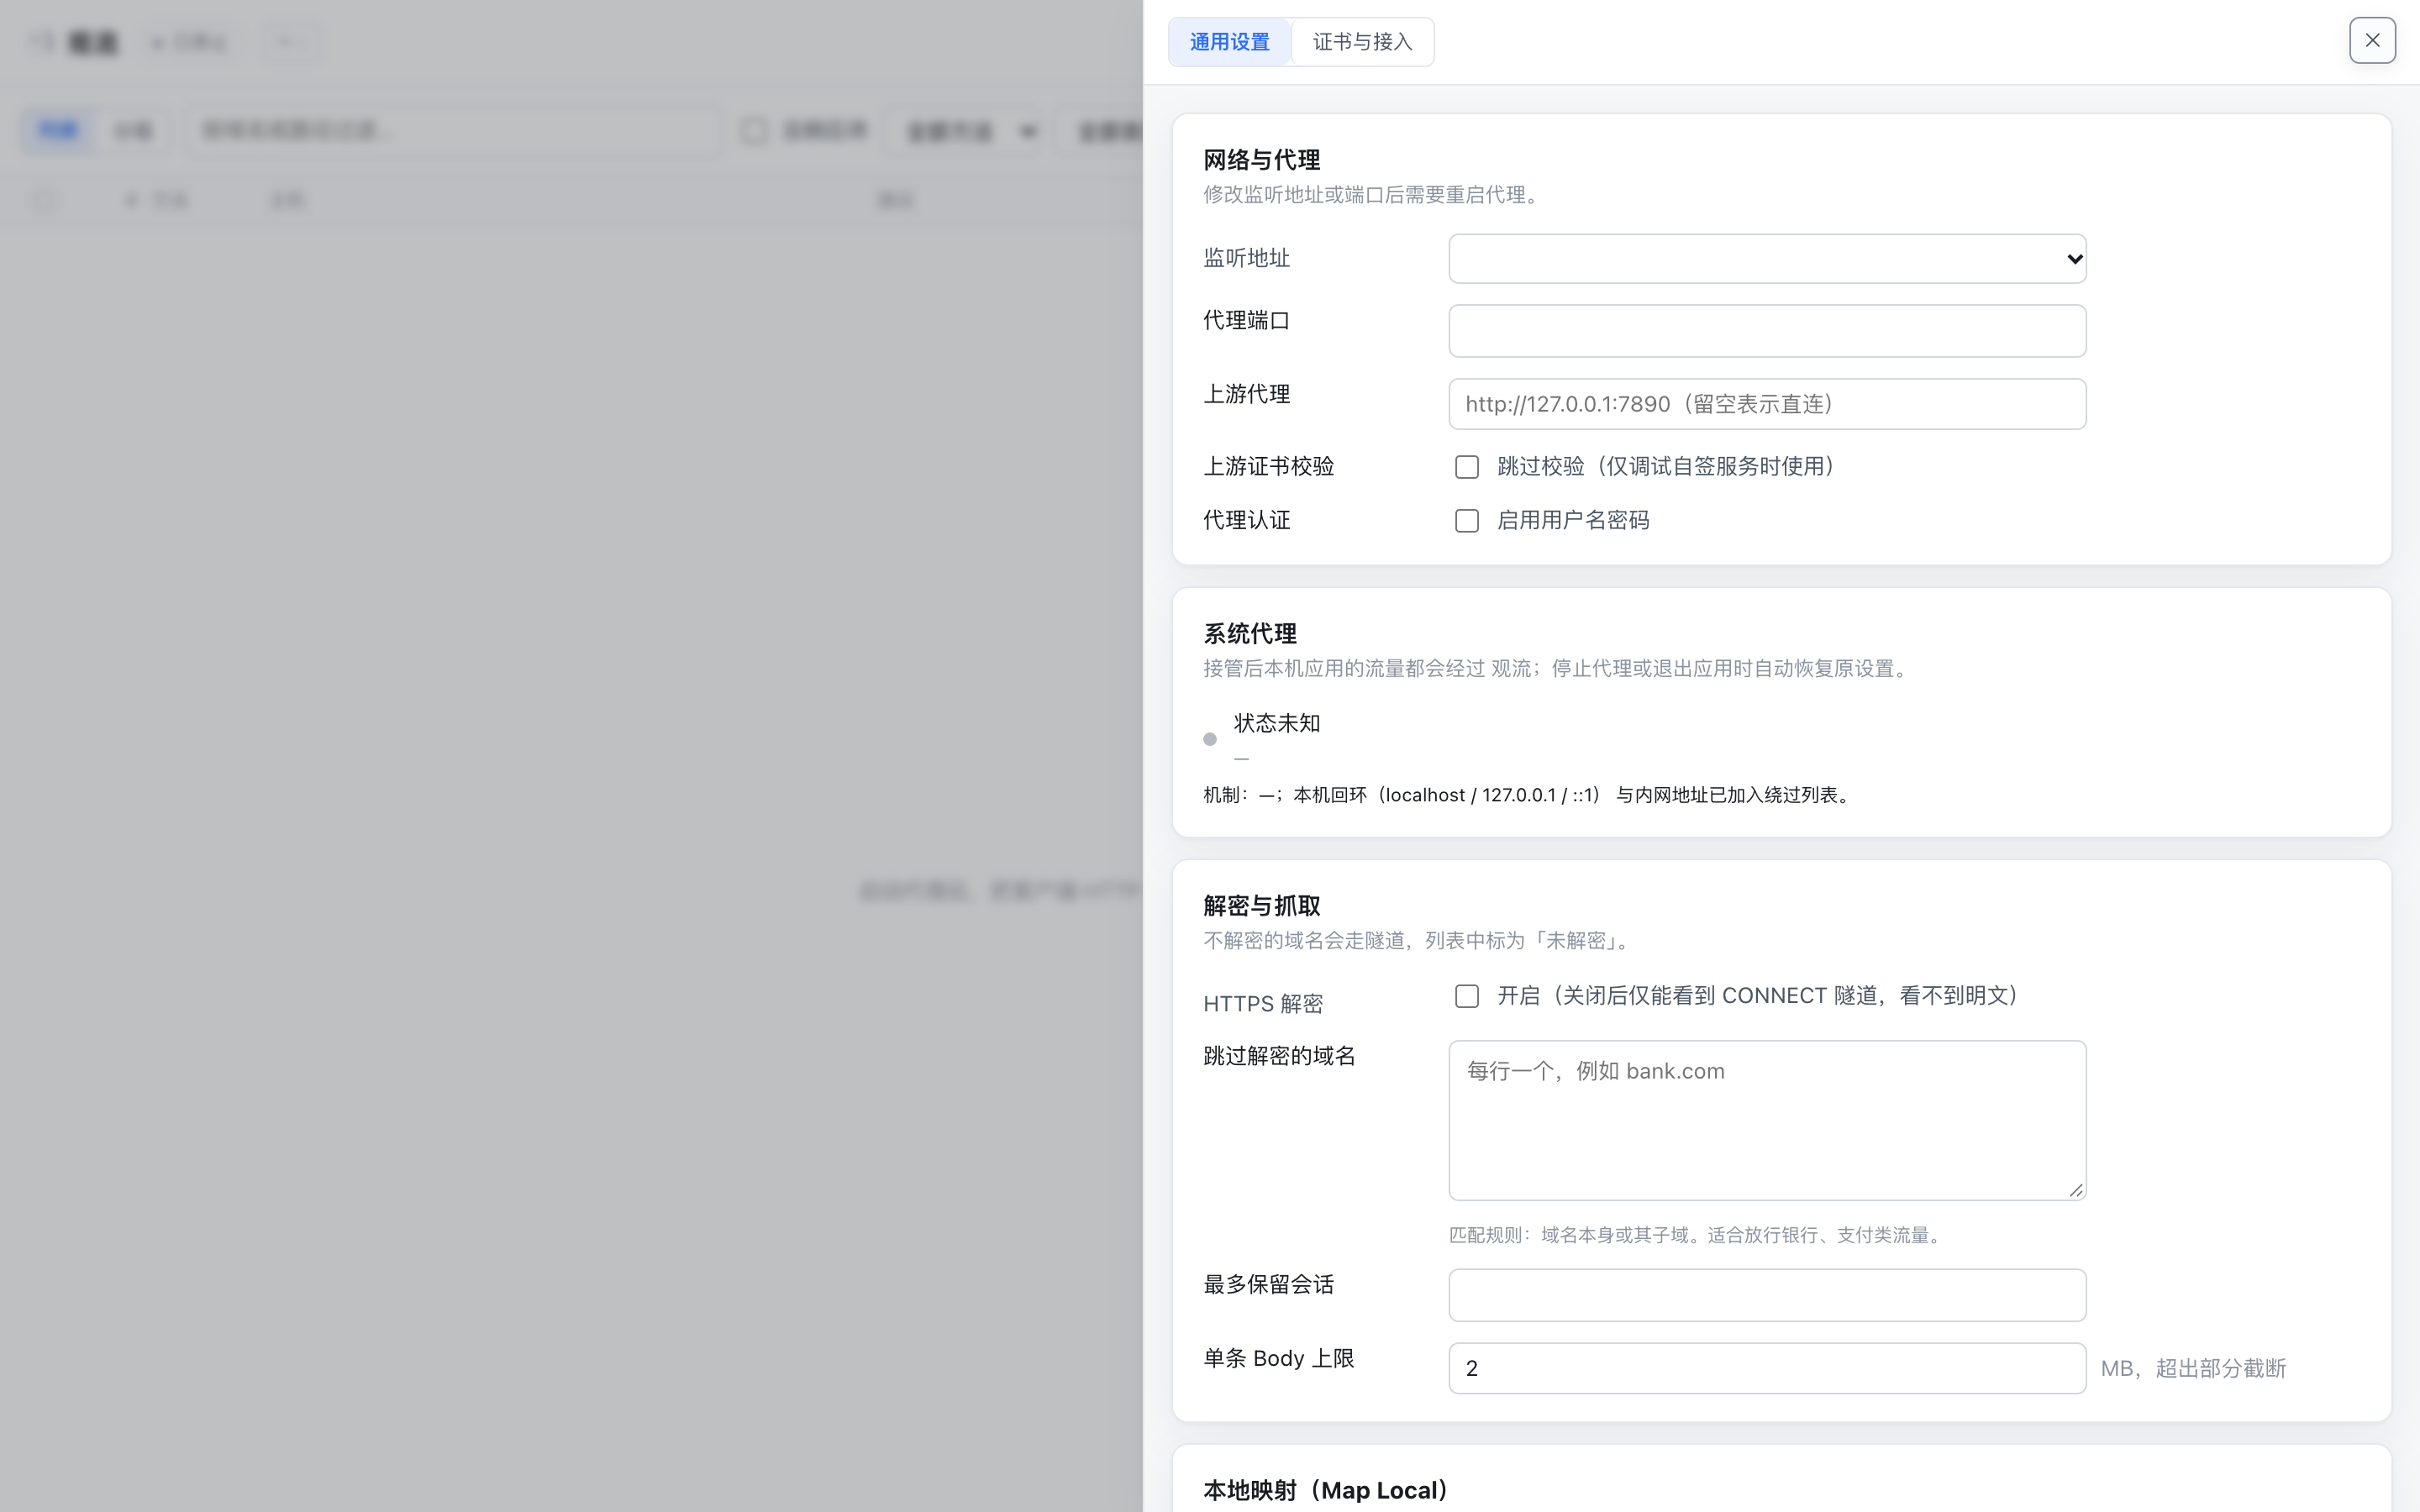 通用设置
证书与接入
网络与代理
修改监听地址或端口后需要重启代理。
监听地址
代理端口
上游代理
http://127.0.0.1:7890（留空表示直连）
上游证书校验
跳过校验（仅调试自签服务时使用）
代理认证
启用用户名密码
系统代理
接管后本机应用的流量都会经过 观流；停止代理或退出应用时自动恢复原设置。
状态未知
—
机制：—；本机回环（localhost / 127.0.0.1 / ::1） 与内网地址已加入绕过列表。
解密与抓取
不解密的域名会走隧道，列表中标为「未解密」。
HTTPS 解密
开启（关闭后仅能看到 CONNECT 隧道，看不到明文）
跳过解密的域名
每行一个，例如 bank.com
匹配规则：域名本身或其子域。适合放行银行、支付类流量。
最多保留会话
单条 Body 上限
2
MB，超出部分截断
本地映射（Map Local）